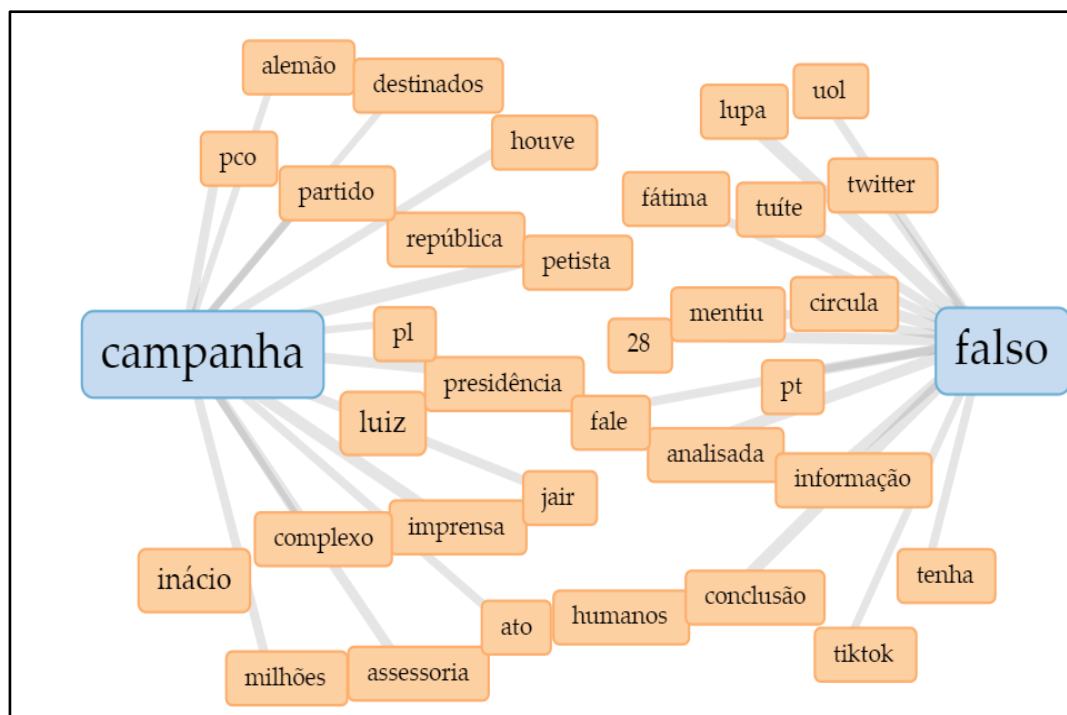 alemão
destinados
houve
pco
partido
república
petista
campanha
pl
presidência
luiz
fale
jair
imprensa
complexo
inácio
milhões
assessoria
ato
humanos
conclusão
uol
lupa
twitter
tuíte
fátima
circula
mentiu
28
falso
pt
analisada
informação
tenha
tiktok